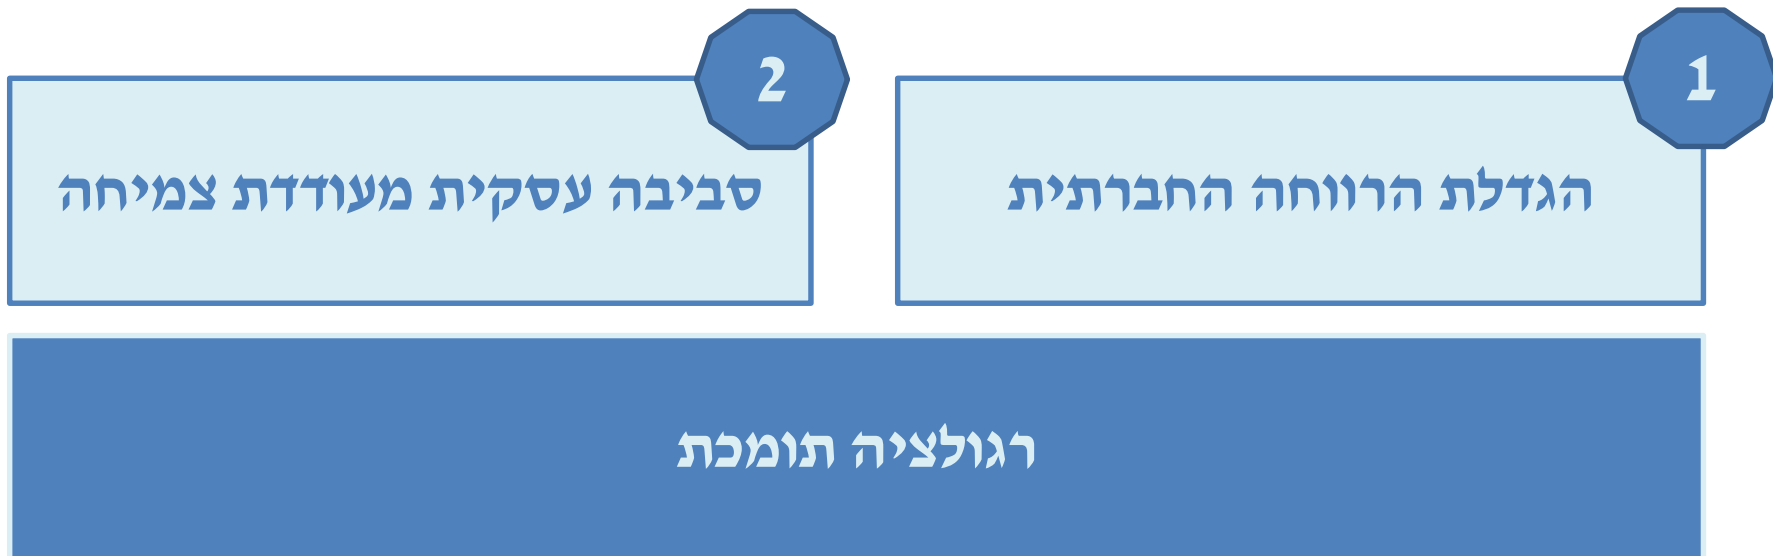 1
הגדלת הרווחה החברתית
2
סביבה עסקית מעודדת צמיחה
רגולציה תומכת